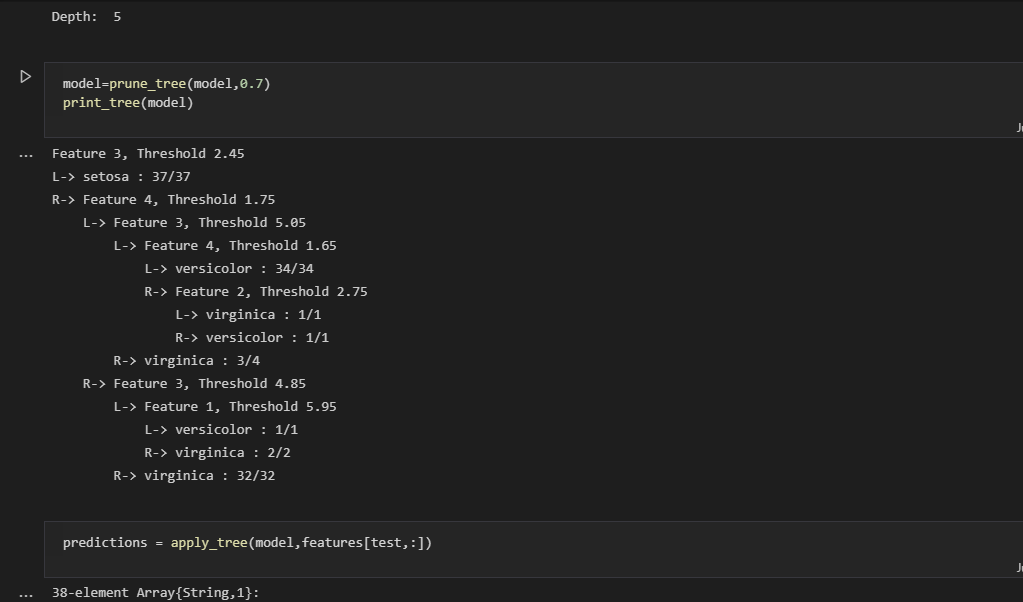 Depth:  5
model=prune_tree(model,0.7)
print_tree(model)
Feature 3, Threshold 2.45
L-> setosa : 37/37
R-> Feature 4, Threshold 1.75
    L-> Feature 3, Threshold 5.05
        L-> Feature 4, Threshold 1.65
            L-> versicolor : 34/34
            R-> Feature 2, Threshold 2.75
                L-> virginica : 1/1
                R-> versicolor : 1/1
        R-> virginica : 3/4
    R-> Feature 3, Threshold 4.85
        L-> Feature 1, Threshold 5.95
            L-> versicolor : 1/1
            R-> virginica : 2/2
        R-> virginica : 32/32
predictions = apply_tree(model,features[test,:])
38-element Array{String,1}: